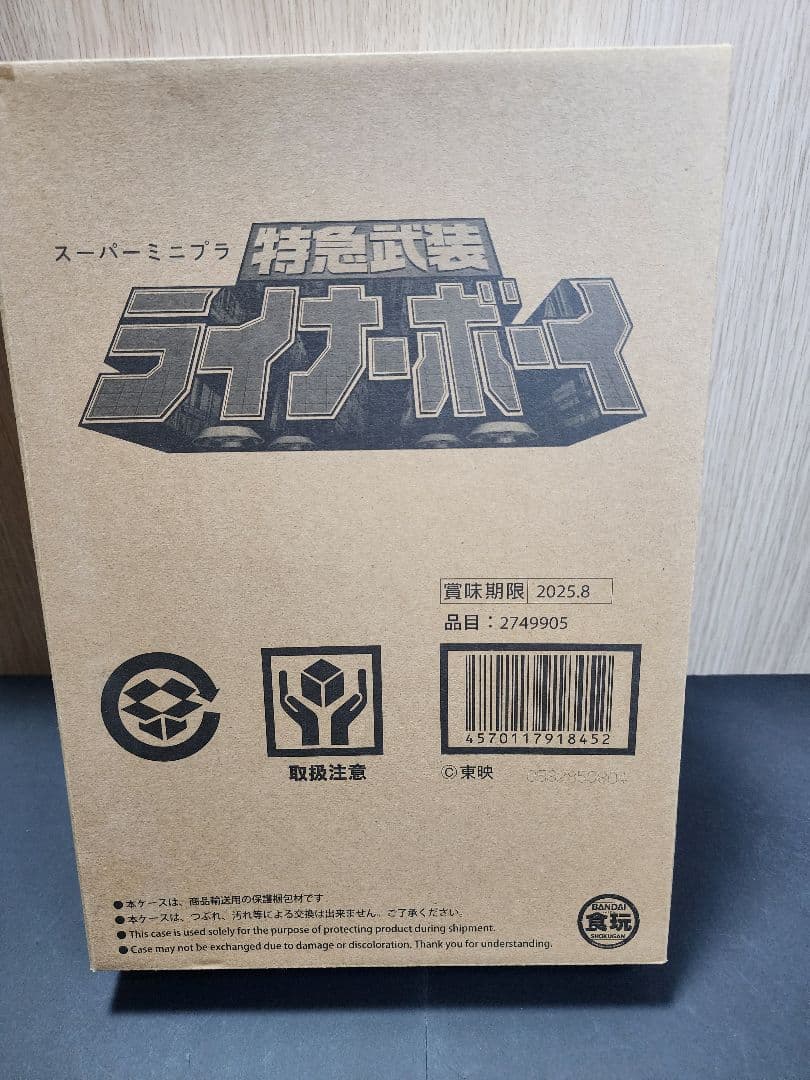 スーパーミニプラ
特急武装
ライナーボーイ
賞味期限 2025.8
品目：2749905
4570117918452
取扱注意
©東映
●本ケースは、商品輸送用の保護梱包材です
●本ケースは、つぶれ、汚れ等による交換は出来ません。ご了承ください。
●This case is used solely for the purpose of protecting product during shipment.
●Case may not be exchanged due to damage or discoloration. Thank you for understanding.
BANDAI
食玩
SHOKUGAN